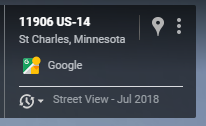 11906 US-14
St Charles, Minnesota
Google
Street View - Jul 2018